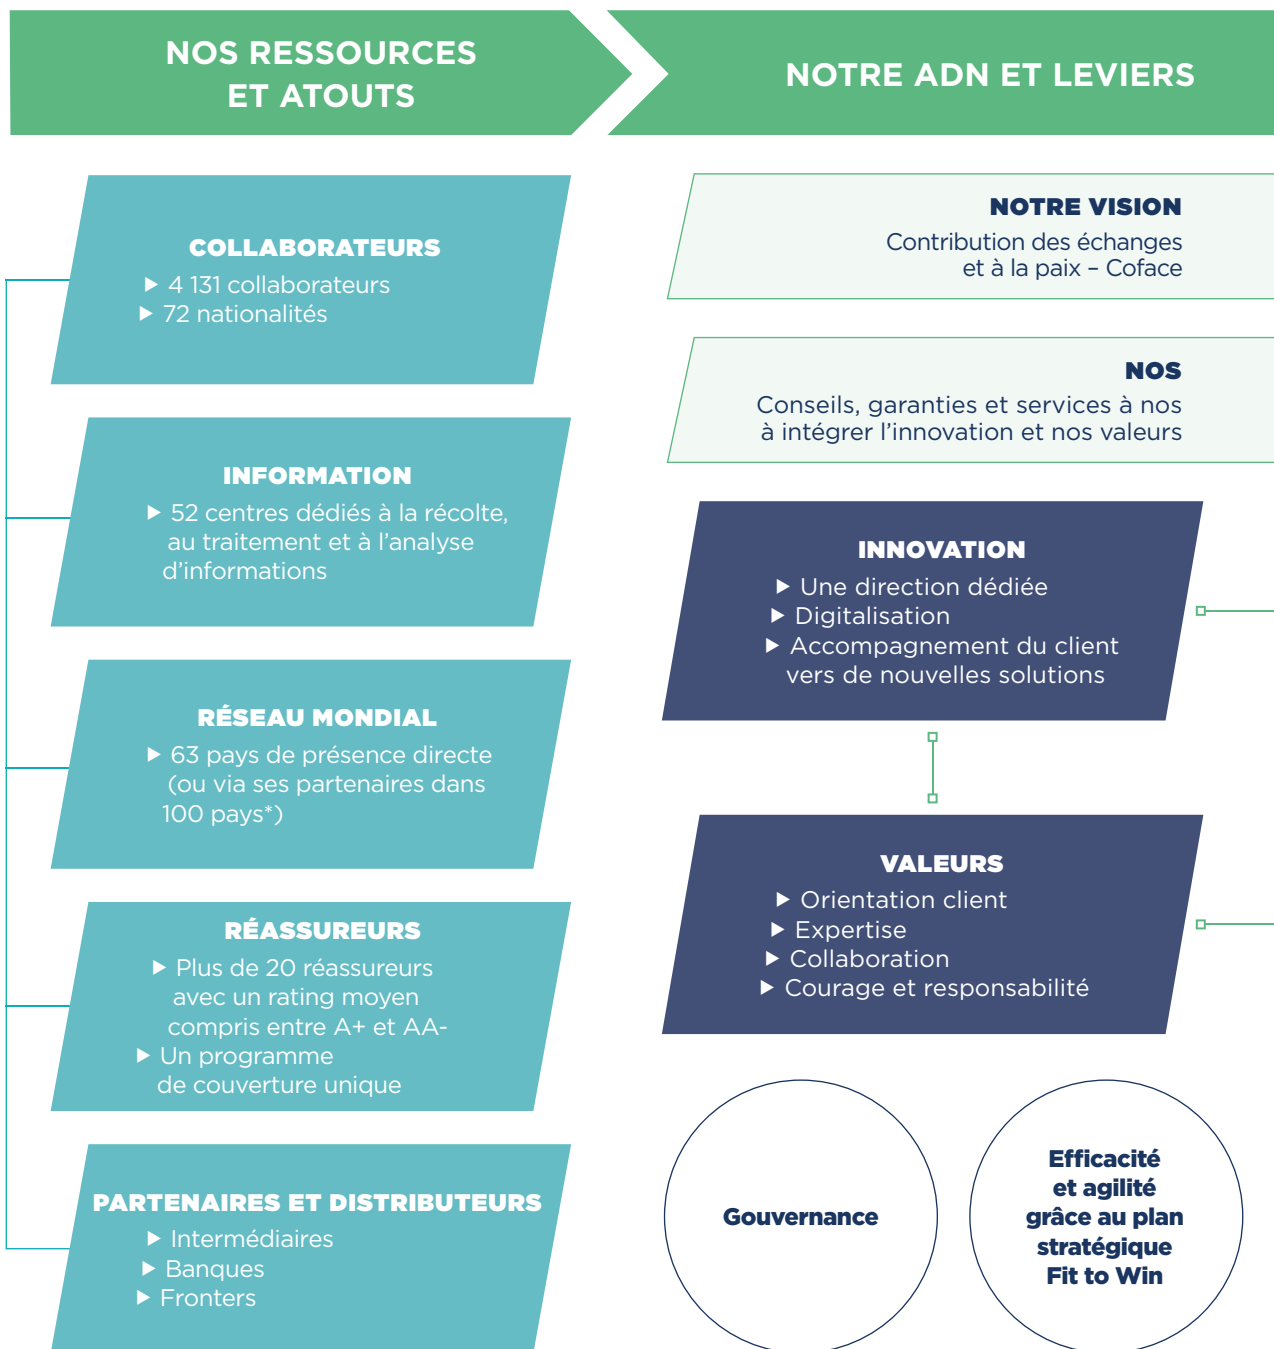 NOS RESSOURCES
ET ATOUTS
COLLABORATEURS
▶ 4 131 collaborateurs
▶ 72 nationalités
INFORMATION
▶ 52 centres dédiés à la récolte,
au traitement et à l’analyse
d’informations
RÉSEAU MONDIAL
▶ 63 pays de présence directe
(ou via ses partenaires dans
100 pays*)
RÉASSUREURS
▶ Plus de 20 réassureurs
avec un rating moyen
compris entre A+ et AA-
▶ Un programme
de couverture unique
PARTENAIRES ET DISTRIBUTEURS
▶ Intermédiaires
▶ Banques
▶ Fronters
NOTRE ADN ET LEVIERS
NOTRE VISION
Contribution des échanges
et à la paix – Coface
NOS
Conseils, garanties et services à nos
à intégrer l’innovation et nos valeurs
INNOVATION
▶ Une direction dédiée
▶ Digitalisation
▶ Accompagnement du client
vers de nouvelles solutions
VALEURS
▶ Orientation client
▶ Expertise
▶ Collaboration
▶ Courage et responsabilité
Gouvernance
Efficacité
et agilité
grâce au plan
stratégique
Fit to Win